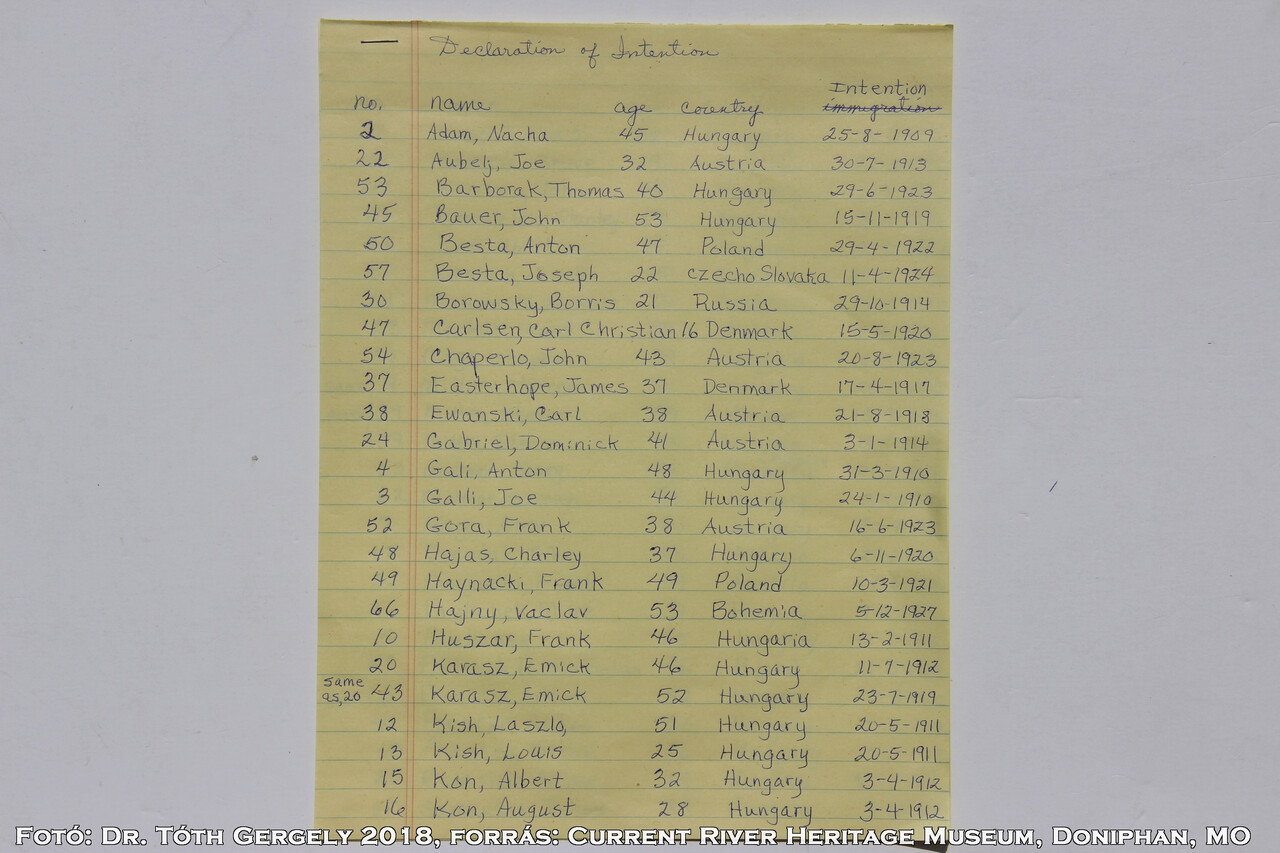 Declaration of Intention
Intention
no. name age country immigration
2 Adam, Nacha 45 Hungary 25-8-1909
22 Aubelj, Joe 32 Austria 30-7-1913
53 Barborak, Thomas 40 Hungary 29-6-1923
45 Bauer, John 53 Hungary 15-11-1919
50 Besta, Anton 47 Poland 29-4-1922
57 Besta, Joseph 22 Czecho Slovaka 11-4-1924
30 Borowsky, Borris 21 Russia 29-10-1914
47 Carlsen, Carl Christian 16 Denmark 15-5-1920
54 Chaperlo, John 43 Austria 20-8-1923
37 Easterhope, James 37 Denmark 17-4-1917
38 Ewanski, Carl 38 Austria 21-8-1918
24 Gabriel, Dominick 41 Austria 3-1-1914
4 Gali, Anton 48 Hungary 31-3-1910
3 Galli, Joe 44 Hungary 24-1-1910
52 Gora, Frank 38 Austria 16-6-1923
48 Hajas, Charley 37 Hungary 6-11-1920
49 Haynacki, Frank 49 Poland 10-3-1921
66 Hajny, Vaclav 53 Bohemia 5-12-1927
10 Huszar, Frank 46 Hungaria 13-2-1911
20 Karasz, Emick 46 Hungary 11-7-1912
same as, 20 43 Karasz, Emick 52 Hungary 23-7-1919
12 Kish, Laszlo, 51 Hungary 20-5-1911
13 Kish, Louis 25 Hungary 20-5-1911
15 Kon, Albert 32 Hungary 3-4-1912
16 Kon, August 28 Hungary 3-4-1912
Fotó: Dr. Tóth Gergely 2018, forrás: Current River Heritage Museum, Doniphan, MO